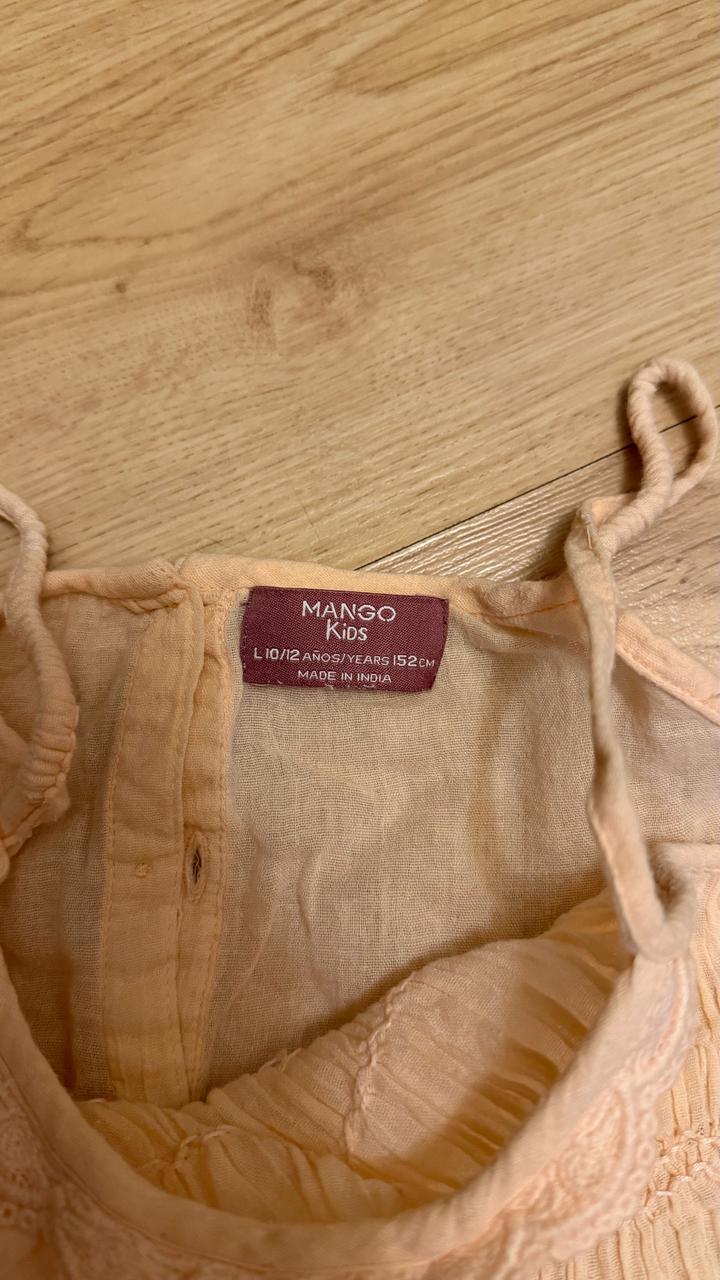 MANGO
KiDS
L 10/12 AÑOS/YEARS 152 CM
MADE IN INDIA